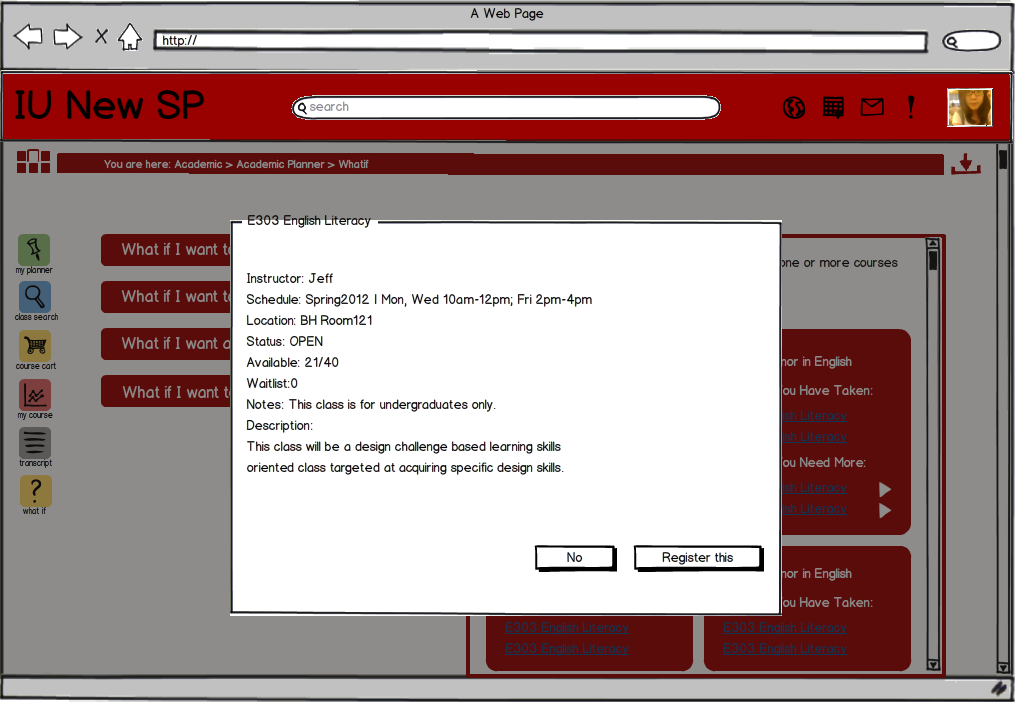 A Web Page
http://
IU New SP
search
You are here: Academic > Academic Planner > Whatif
my planner
class search
course cart
my course
transcript
what if
What if I want to
What if I want to
What if I want a
What if I want to
E303 English Literacy
Instructor: Jeff
Schedule: Spring2012 | Mon, Wed 10am-12pm; Fri 2pm-4pm
Location: BH Room121
Status: OPEN
Available: 21/40
Waitlist:0
Notes: This class is for undergraduates only.
Description:
This class will be a design challenge based learning skills
oriented class targeted at acquiring specific design skills.
No
Register this
one or more courses
nor in English
ou Have Taken:
sh Literacy
sh Literacy
ou Need More:
sh Literacy
sh Literacy
nor in English
ou Have Taken:
E303 English Literacy
E303 English Literacy
E303 English Literacy
E303 English Literacy